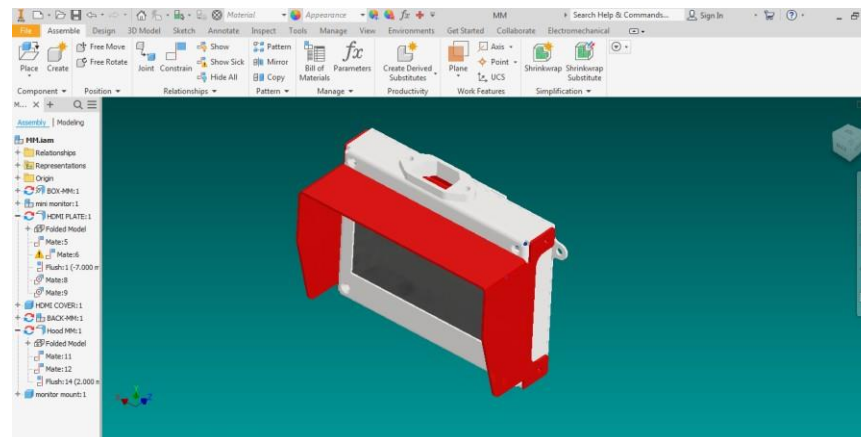 Material
Appearance
fx
MM
Search Help & Commands...
Sign In
File Assemble Design 3D Model Sketch Annotate Inspect Tools Manage View Environments Get Started Collaborate Electromechanical
Place Create Free Move Free Rotate Joint Constrain Show Show Sick Hide All Pattern Mirror Copy Bill of Materials fx Parameters Create Derived Substitutes Plane Axis Point UCS Shrinkwrap Shrinkwrap Substitute
Component Position Relationships Pattern Manage Productivity Work Features Simplification
M... X +
Assembly | Modeling
MM.iam
Relationships
Representations
Origin
BOX-MM:1
mini monitor:1
HDMI PLATE:1
Folded Model
Mate:5
Mate:6
Flush:1 (-7.000 m
Mate:8
Mate:9
HDMI COVER:1
BACK-MM:1
Hood MM:1
Folded Model
Mate:11
Mate:12
Flush:14 (2.000 m
monitor mount:1